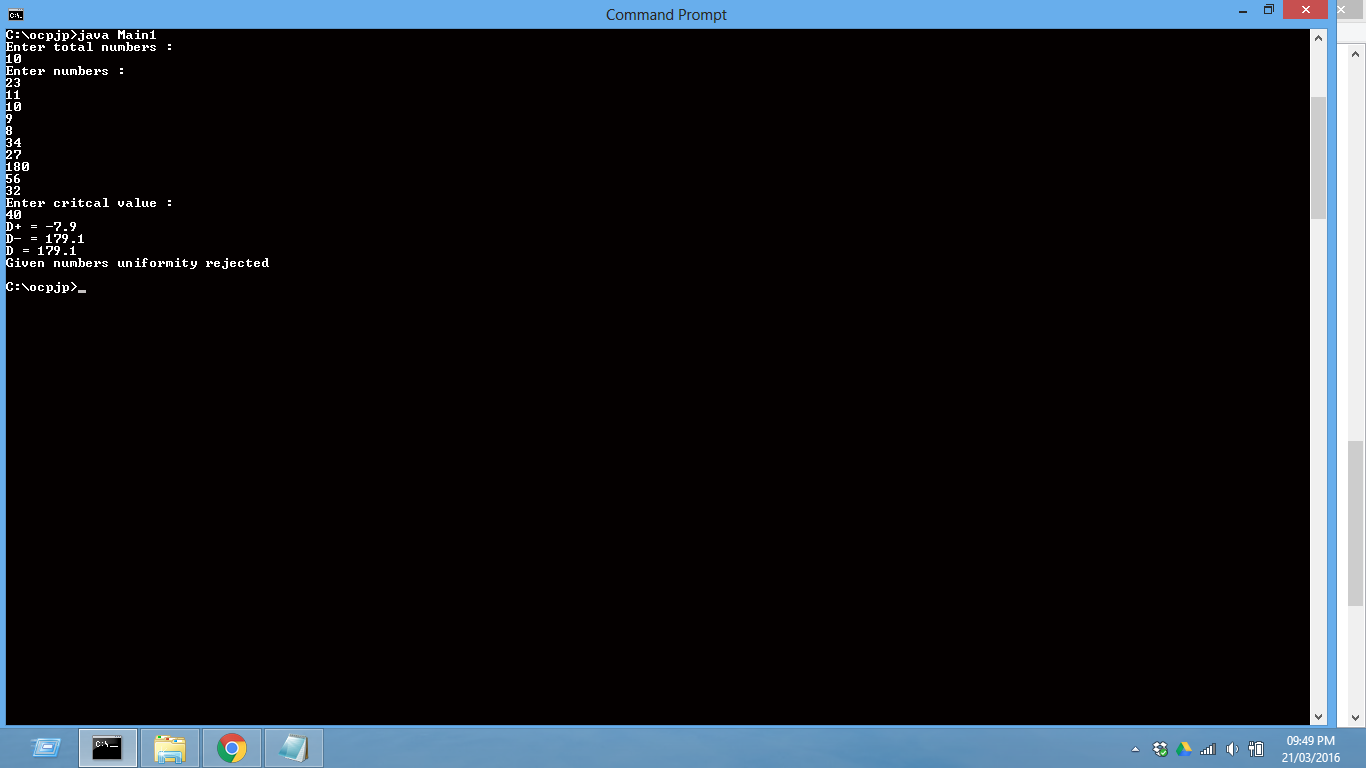 Command Prompt
C:\ocpjp>java Main1
Enter total numbers :
10
Enter numbers :
23
11
10
9
8
34
27
180
56
32
Enter critcal value :
40
D+ = -7.9
D- = 179.1
D = 179.1
Given numbers uniformity rejected
C:\ocpjp>_
09:49 PM
21/03/2016